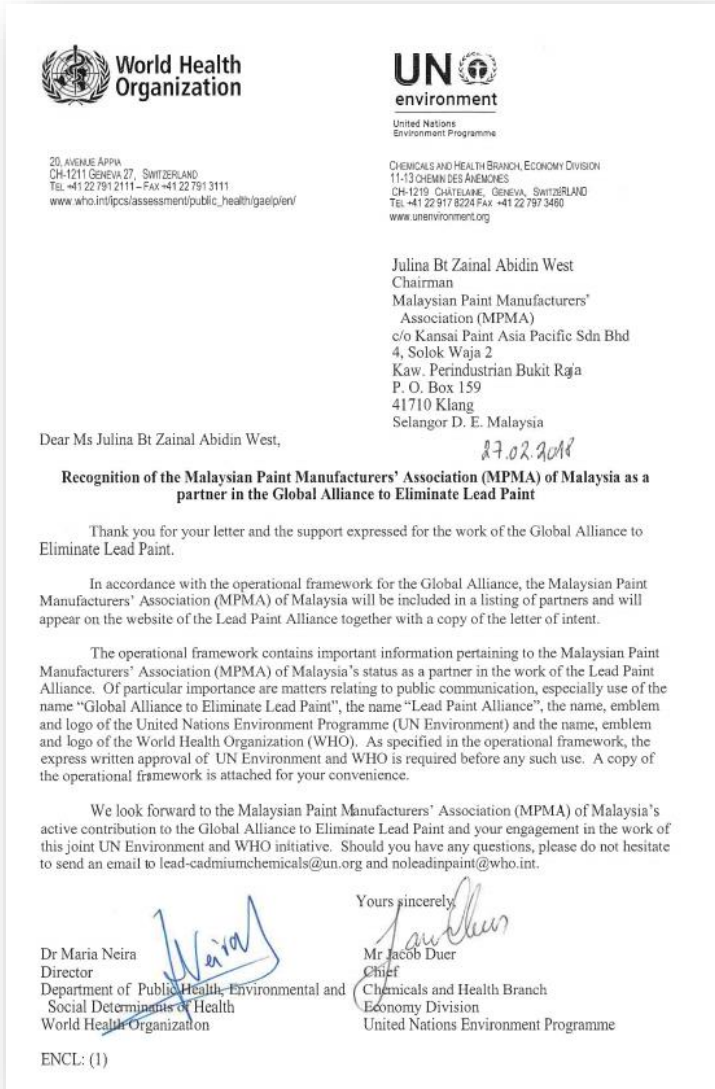 World Health
Organization
UN
environment
United Nations
Environment Programme
20, AVENUE APPIA
CH-1211 GENEVA 27, SWITZERLAND
TEL +41 22 791 2111 – FAX +41 22 791 3111
www.who.int/ipcs/assessment/public_health/gaelp/en/
CHEMICALS AND HEALTH BRANCH, ECONOMY DIVISION
11-13 CHEMIN DES ANÉMONES
CH-1219 CHÂTELAINE, GENEVA, SWITZERLAND
TEL +41 22 917 8224 FAX +41 22 797 3460
www.unenvironment.org
Julina Bt Zainal Abidin West
Chairman
Malaysian Paint Manufacturers'
Association (MPMA)
c/o Kansai Paint Asia Pacific Sdn Bhd
4, Solok Waja 2
Kaw. Perindustrian Bukit Raja
P. O. Box 159
41710 Klang
Selangor D. E. Malaysia
Dear Ms Julina Bt Zainal Abidin West,
27.02.2018
Recognition of the Malaysian Paint Manufacturers' Association (MPMA) of Malaysia as a
partner in the Global Alliance to Eliminate Lead Paint
Thank you for your letter and the support expressed for the work of the Global Alliance to
Eliminate Lead Paint.
In accordance with the operational framework for the Global Alliance, the Malaysian Paint
Manufacturers' Association (MPMA) of Malaysia will be included in a listing of partners and will
appear on the website of the Lead Paint Alliance together with a copy of the letter of intent.
The operational framework contains important information pertaining to the Malaysian Paint
Manufacturers' Association (MPMA) of Malaysia's status as a partner in the work of the Lead Paint
Alliance. Of particular importance are matters relating to public communication, especially use of the
name "Global Alliance to Eliminate Lead Paint", the name "Lead Paint Alliance", the name, emblem
and logo of the United Nations Environment Programme (UN Environment) and the name, emblem
and logo of the World Health Organization (WHO). As specified in the operational framework, the
express written approval of UN Environment and WHO is required before any such use. A copy of
the operational framework is attached for your convenience.
We look forward to the Malaysian Paint Manufacturers' Association (MPMA) of Malaysia's
active contribution to the Global Alliance to Eliminate Lead Paint and your engagement in the work of
this joint UN Environment and WHO initiative. Should you have any questions, please do not hesitate
to send an email to lead-cadmiumchemicals@un.org and noleadinpaint@who.int.
Yours sincerely,
Neira
Dr Maria Neira
Director
Department of Public Health, Environmental and
Social Determinants of Health
World Health Organization
Mr Jacob Duer
Chief
Chemicals and Health Branch
Economy Division
United Nations Environment Programme
ENCL: (1)